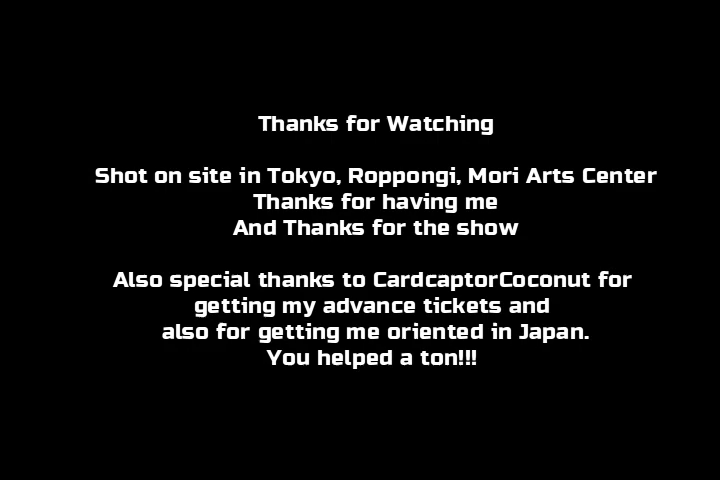 Thanks for Watching
Shot on site in Tokyo, Roppongi, Mori Arts Center
Thanks for having me
And Thanks for the show
Also special thanks to CardcaptorCoconut for
getting my advance tickets and
also for getting me oriented in Japan.
You helped a ton!!!